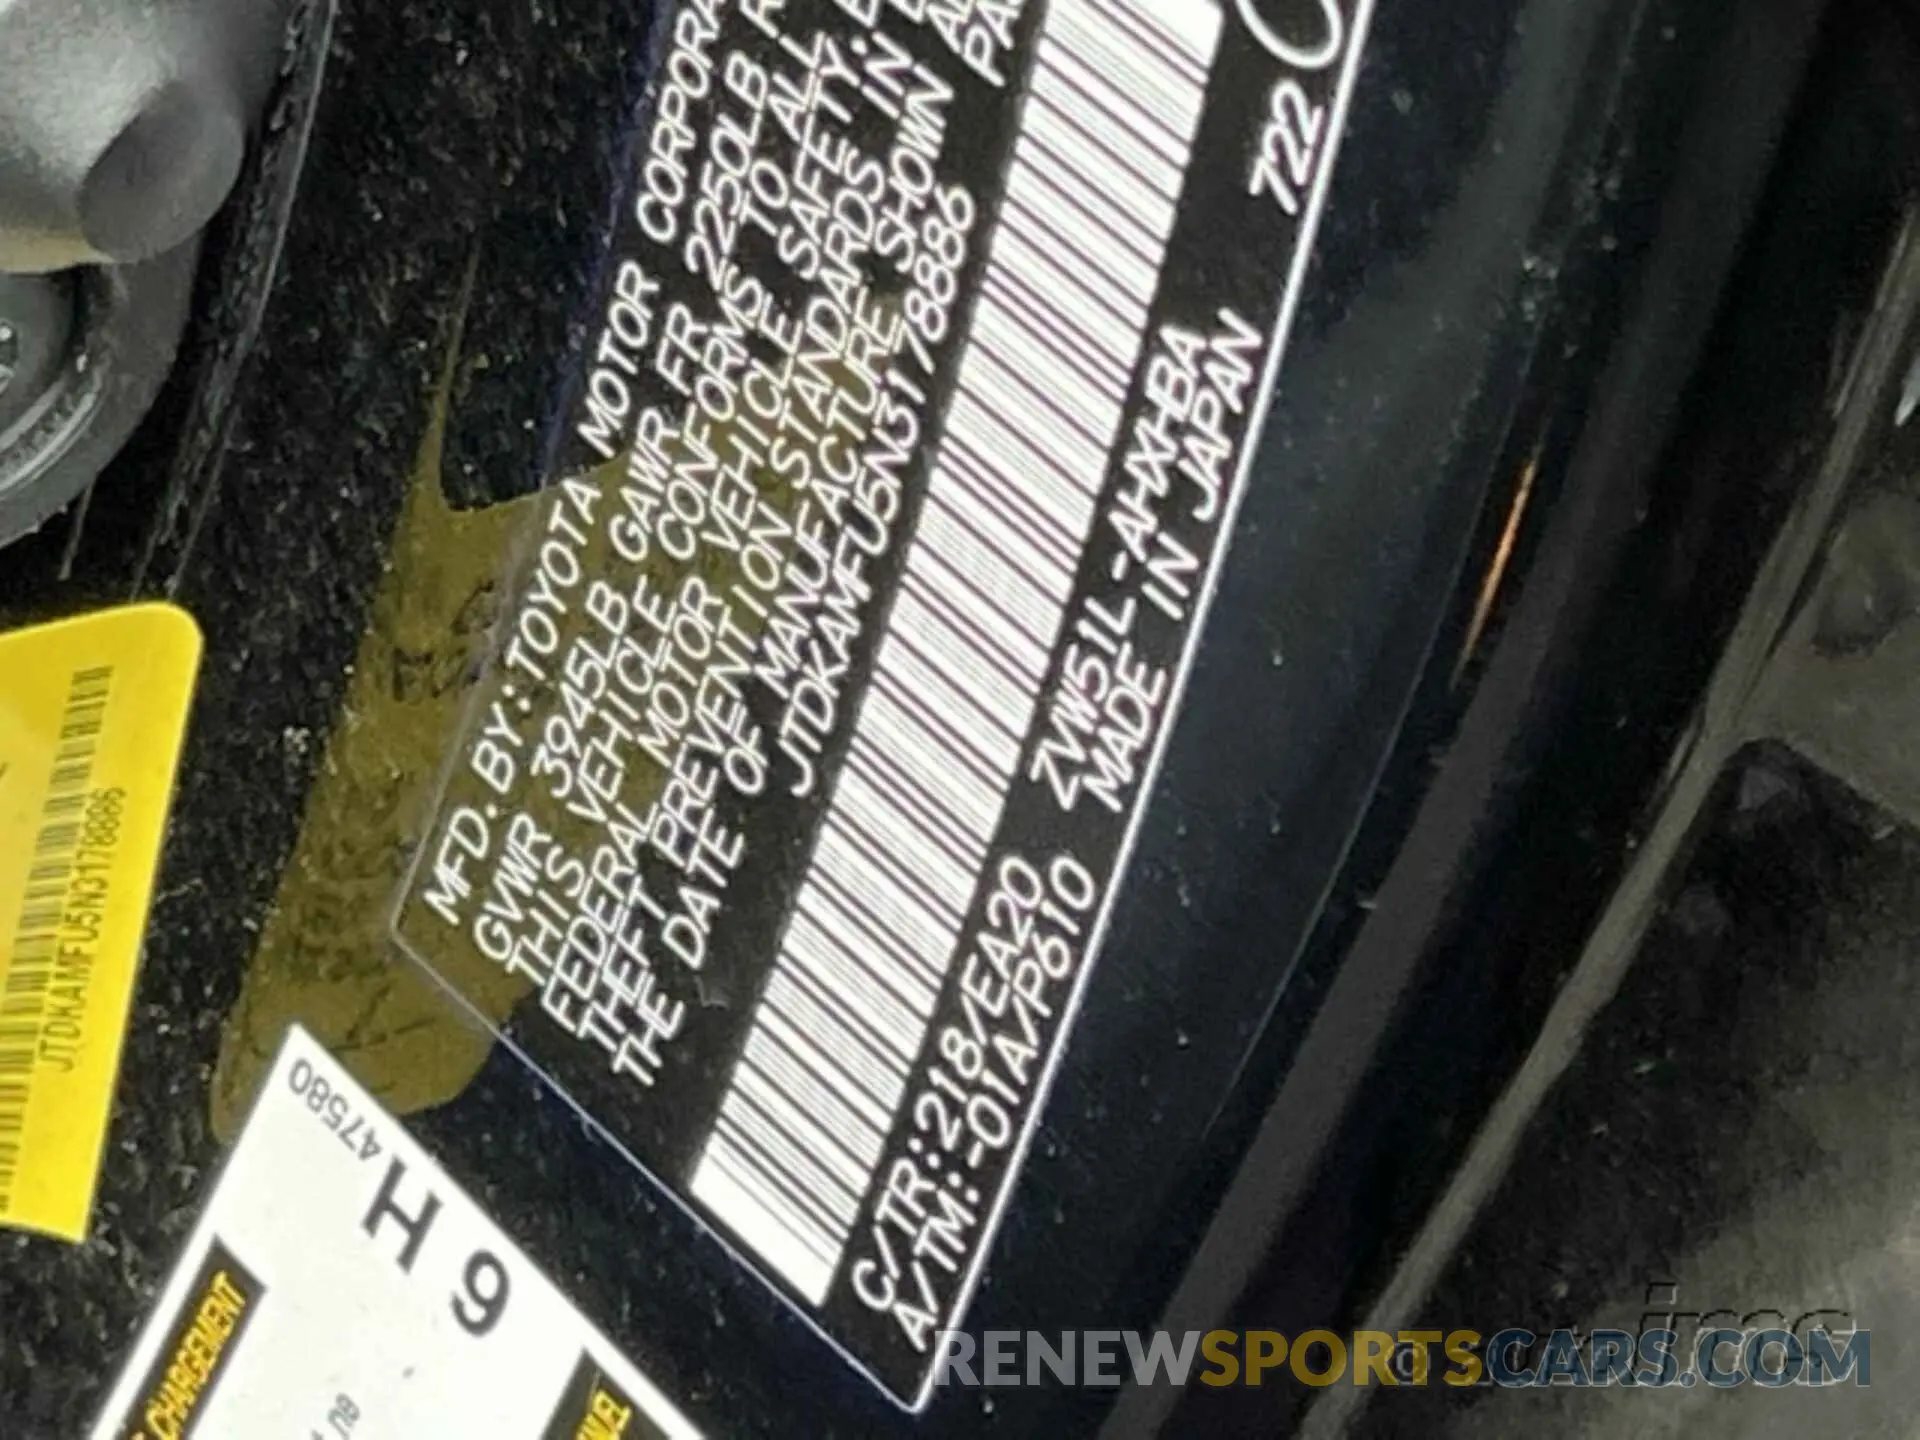 MFD. BY: TOYOTA MOTOR
GVWR 3945LB GAWR FR 2250LB
THIS VEHICLE CONFORMS TO ALL
FEDERAL MOTOR VEHICLE SAFETY,
THEFT PREVENTION STANDARDS IN
THE DATE OF MANUFACTURE SHOWN
JTDKAMFU5N3178886
C/TR:218/EA20 ZVW51L-AHXHBA
A/TM:-01A/P610 MADE IN JAPAN
722
JTDKAMFU5N3178886
47580
H 9
CHARGEMENT
RENEWSPORTSCARS.COM